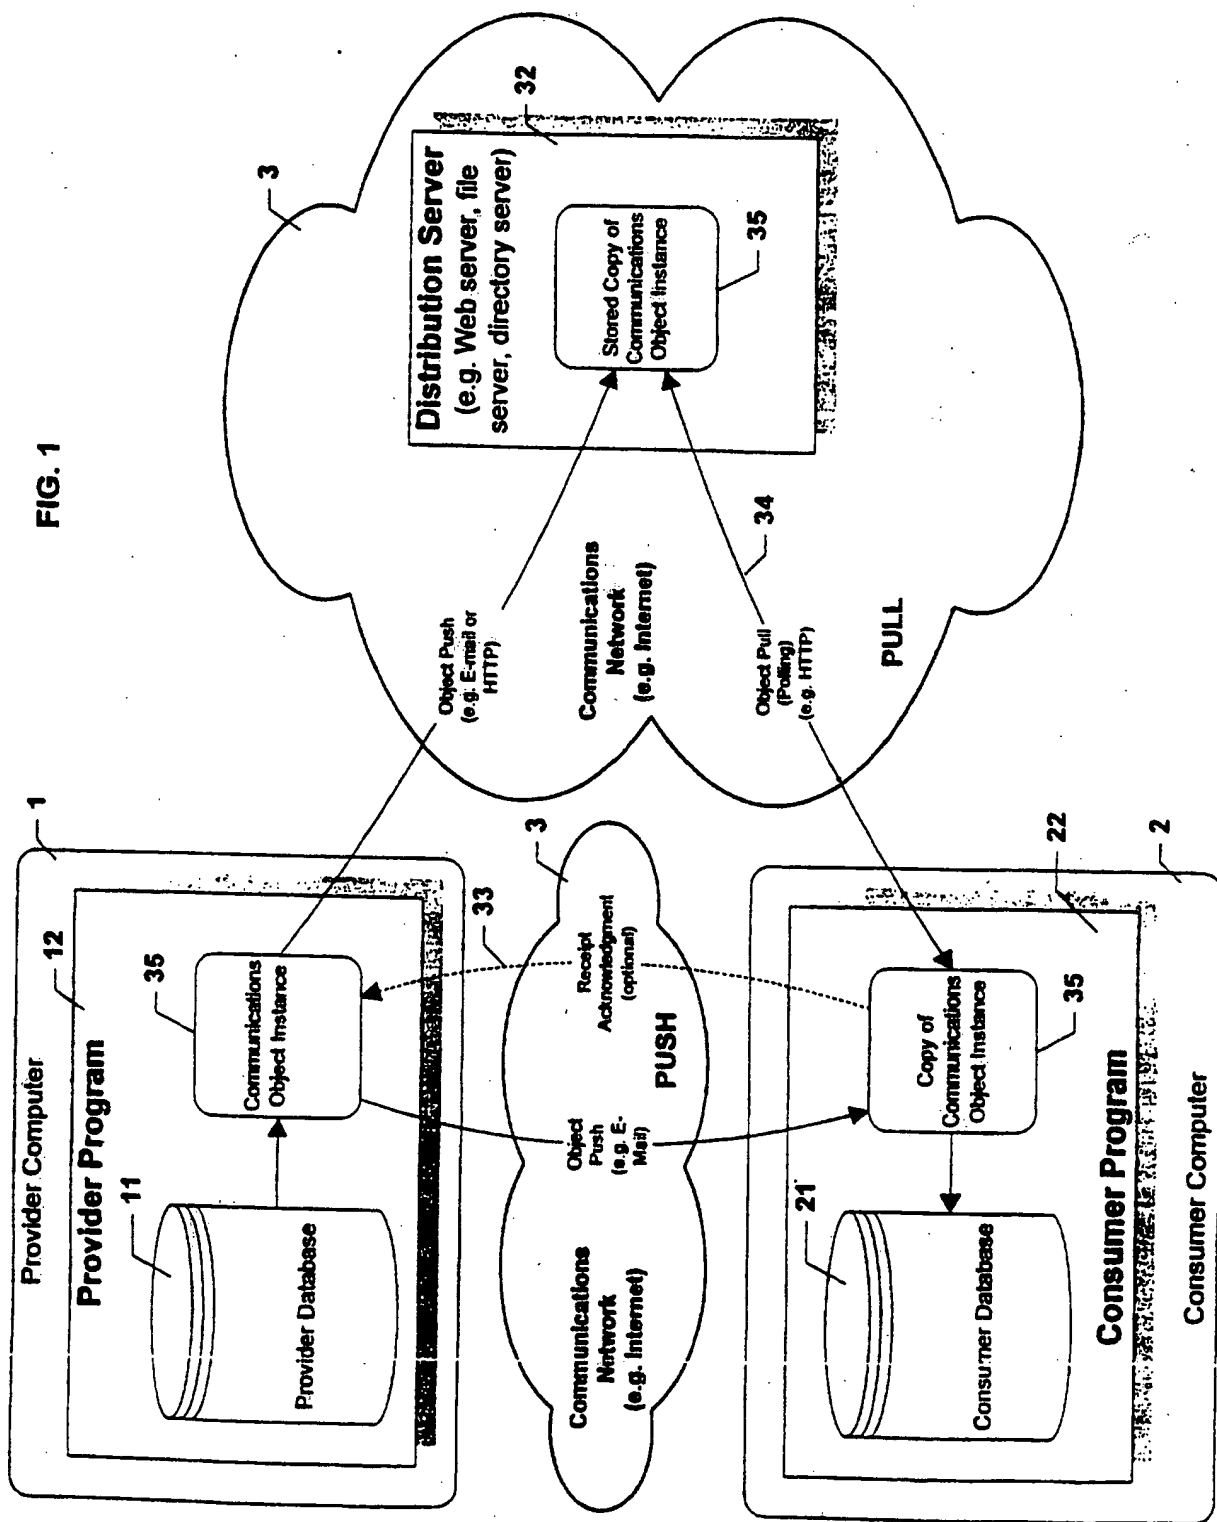 FIG. 1
Provider Computer
1
Provider Program
12
11
Provider Database
35
Communications
Object Instance
Object Push
(e.g. E-mail or
HTTP)
3
Distribution Server
(e.g. Web server, file
server, directory server)
32
Stored Copy of
Communications
Object Instance
35
Communications
Network
(e.g. Internet)
Object Pull
(Polling)
(e.g. HTTP)
34
PULL
3
33
Communications
Network
(e.g. Internet)
Object
Push
(e.g. E-
Mail)
Receipt
Acknowledgment
(optional)
PUSH
21
Consumer Database
Copy of
Communications
Object Instance
35
22
Consumer Program
2
Consumer Computer